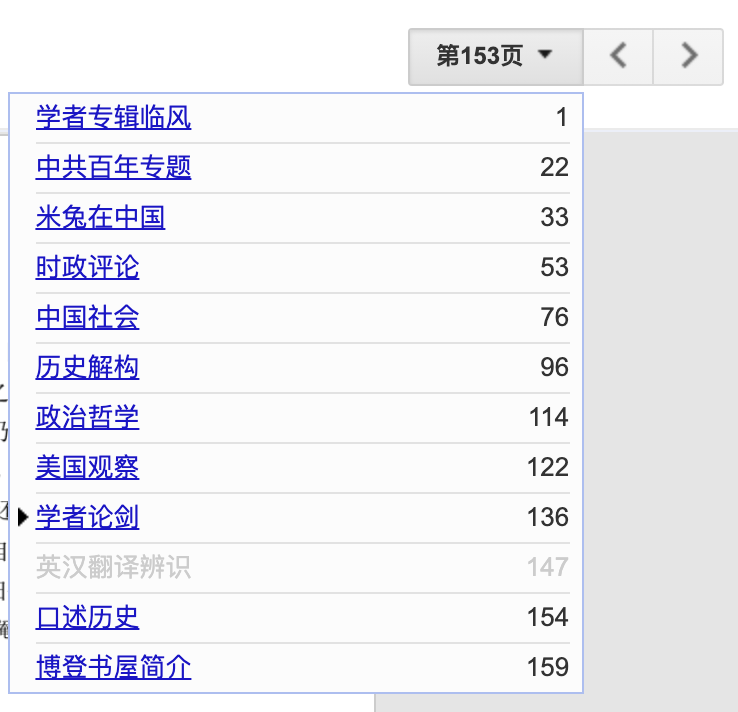 第153页
学者专辑临风 1
中共百年专题 22
米兔在中国 33
时政评论 53
中国社会 76
历史解构 96
政治哲学 114
美国观察 122
学者论剑 136
英汉翻译辨识 147
口述历史 154
博登书屋简介 159